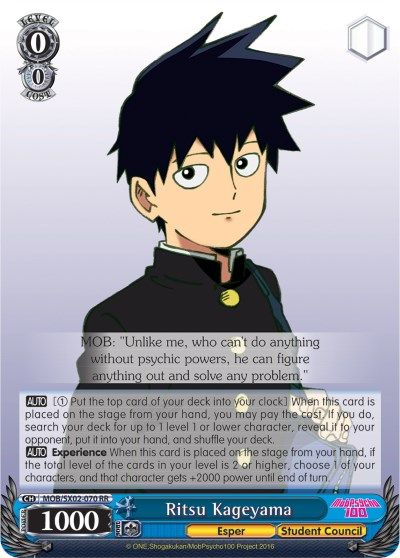 LEVEL
0
0
COST
MOB: "Unlike me, who can't do anything
without psychic powers, he can figure
anything out and solve any problem."
AUTO [① Put the top card of your deck into your clock] When this card is
placed on the stage from your hand, you may pay the cost. If you do,
search your deck for up to 1 level 1 or lower character, reveal it to your
opponent, put it into your hand, and shuffle your deck.
AUTO Experience When this card is placed on the stage from your hand, if
the total level of the cards in your level is 2 or higher, choose 1 of your
characters, and that character gets +2000 power until end of turn.
CH MOB/SX02-070 RR
1000
Ritsu Kageyama
MobPsycho
100
Esper
Student Council
© ONE,Shogakukan/MobPsycho100 Project 2016